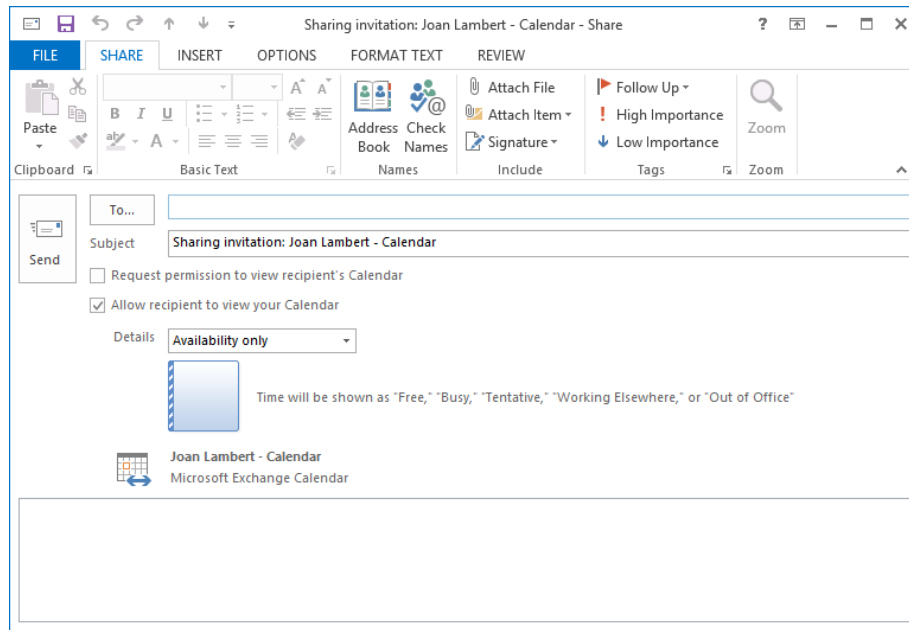 Sharing invitation: Joan Lambert - Calendar - Share
FILE SHARE INSERT OPTIONS FORMAT TEXT REVIEW
Paste
B I U
A
Address Book
Check Names
Attach File
Attach Item
Signature
Follow Up
High Importance
Low Importance
Zoom
Clipboard Basic Text Names Include Tags Zoom
To...
Send
Subject Sharing invitation: Joan Lambert - Calendar
Request permission to view recipient's Calendar
Allow recipient to view your Calendar
Details Availability only
Time will be shown as "Free," "Busy," "Tentative," "Working Elsewhere," or "Out of Office"
Joan Lambert - Calendar
Microsoft Exchange Calendar